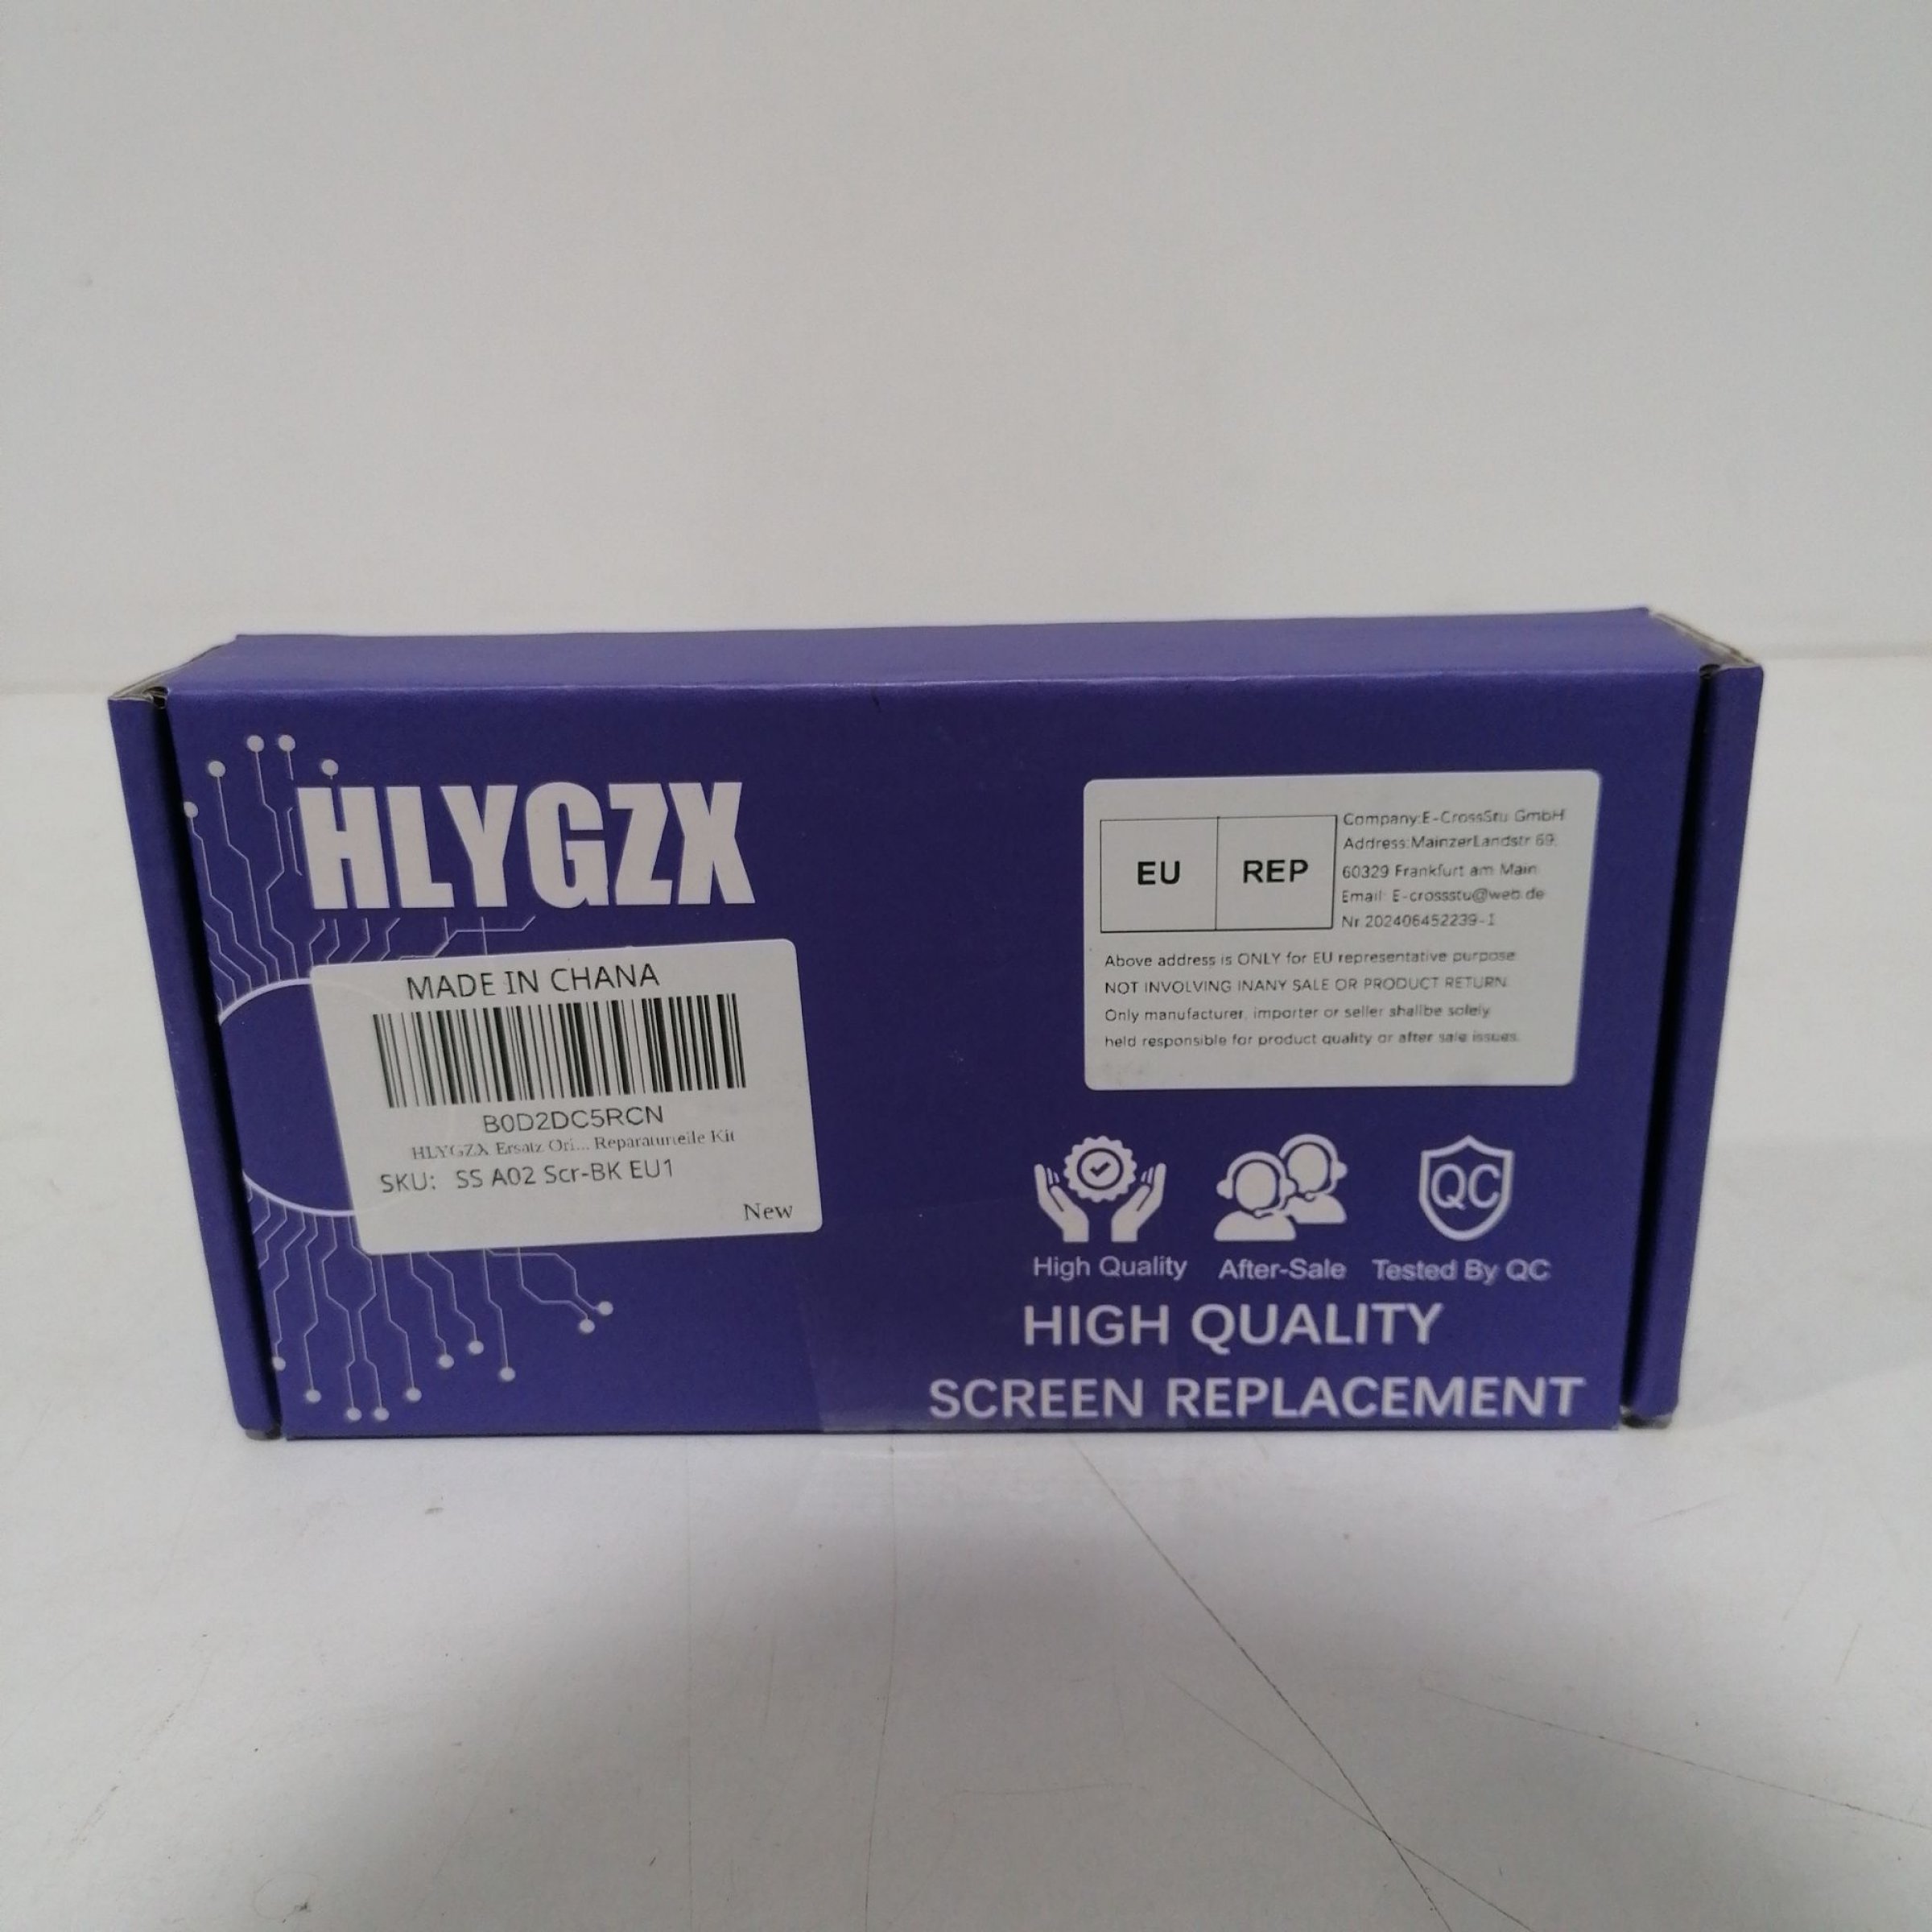 HLYGZX
MADE IN CHANA
B0D2DC5RCN
HLYGZX Ersatz Ori... Reparaturteile Kit
SKU: SS A02 Scr-BK EU1
New
EU REP
Company:E-CrossStu GmbH
Address:MainzerLandstr 69,
60329 Frankfurt am Main
Email: E-crossstu@web.de
Nr 202406452239-1
Above address is ONLY for EU representative purpose
NOT INVOLVING INANY SALE OR PRODUCT RETURN.
Only manufacturer, importer or seller shallbe solely
held responsible for product quality or after sale issues.
QC
High Quality After-Sale Tested By QC
HIGH QUALITY
SCREEN REPLACEMENT